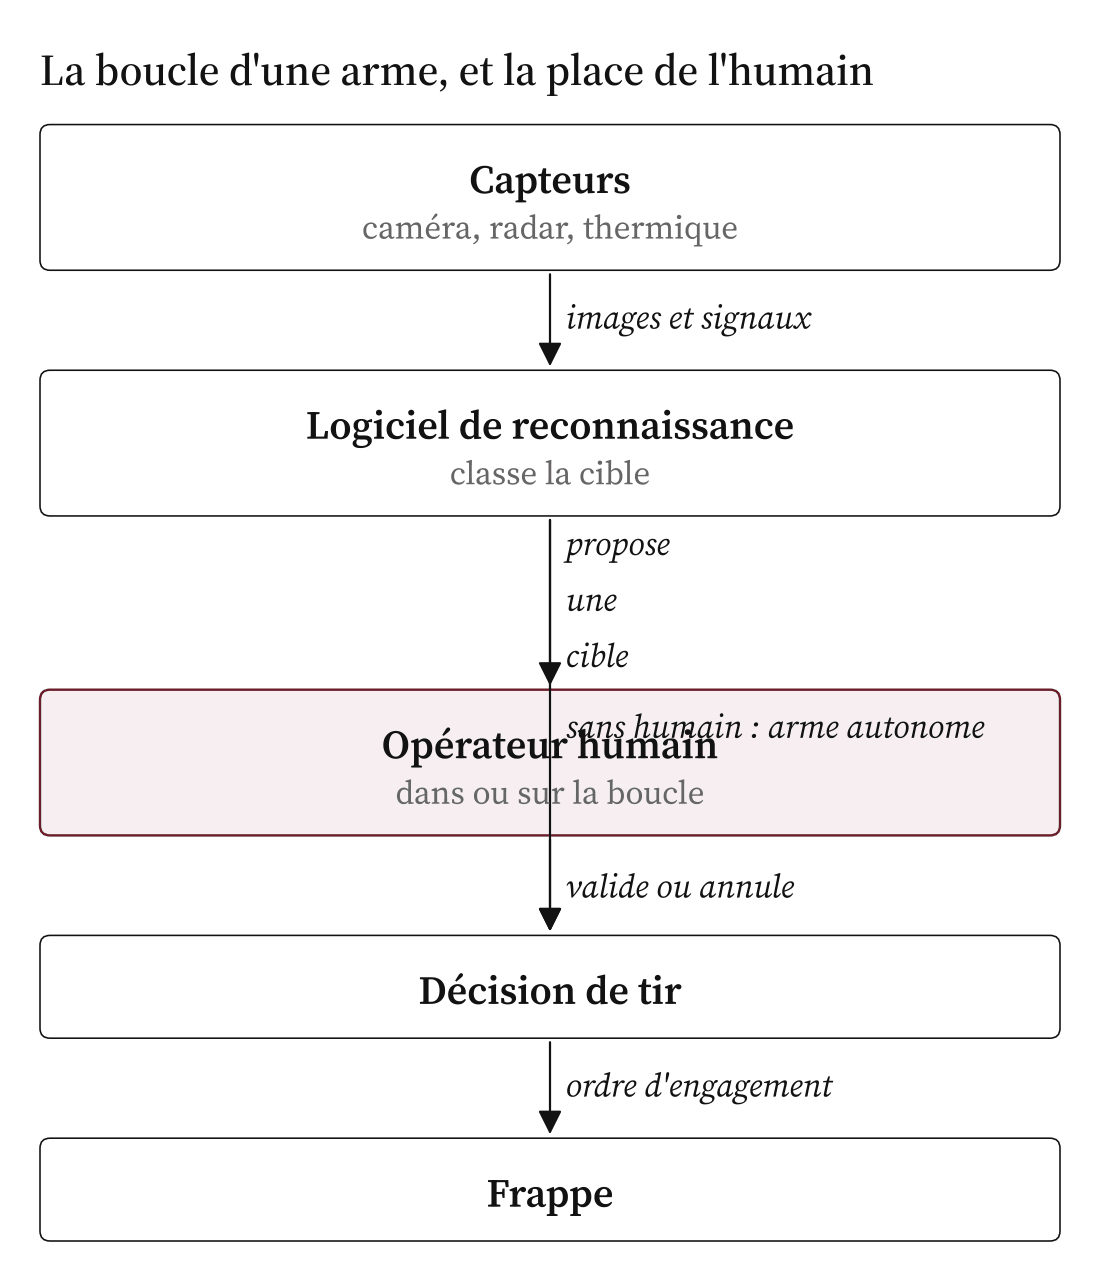 La boucle d'une arme, et la place de l'humain
Capteurs
caméra, radar, thermique
images et signaux
Logiciel de reconnaissance
classe la cible
propose
une
cible
sans humain : arme autonome
Opérateur humain
dans ou sur la boucle
valide ou annule
Décision de tir
ordre d'engagement
Frappe